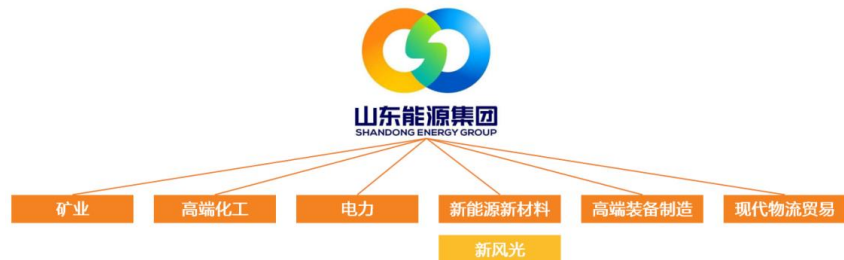 山东能源集团
SHANDONG ENERGY GROUP
矿业
高端化工
电力
新能源新材料
高端装备制造
现代物流贸易
新风光